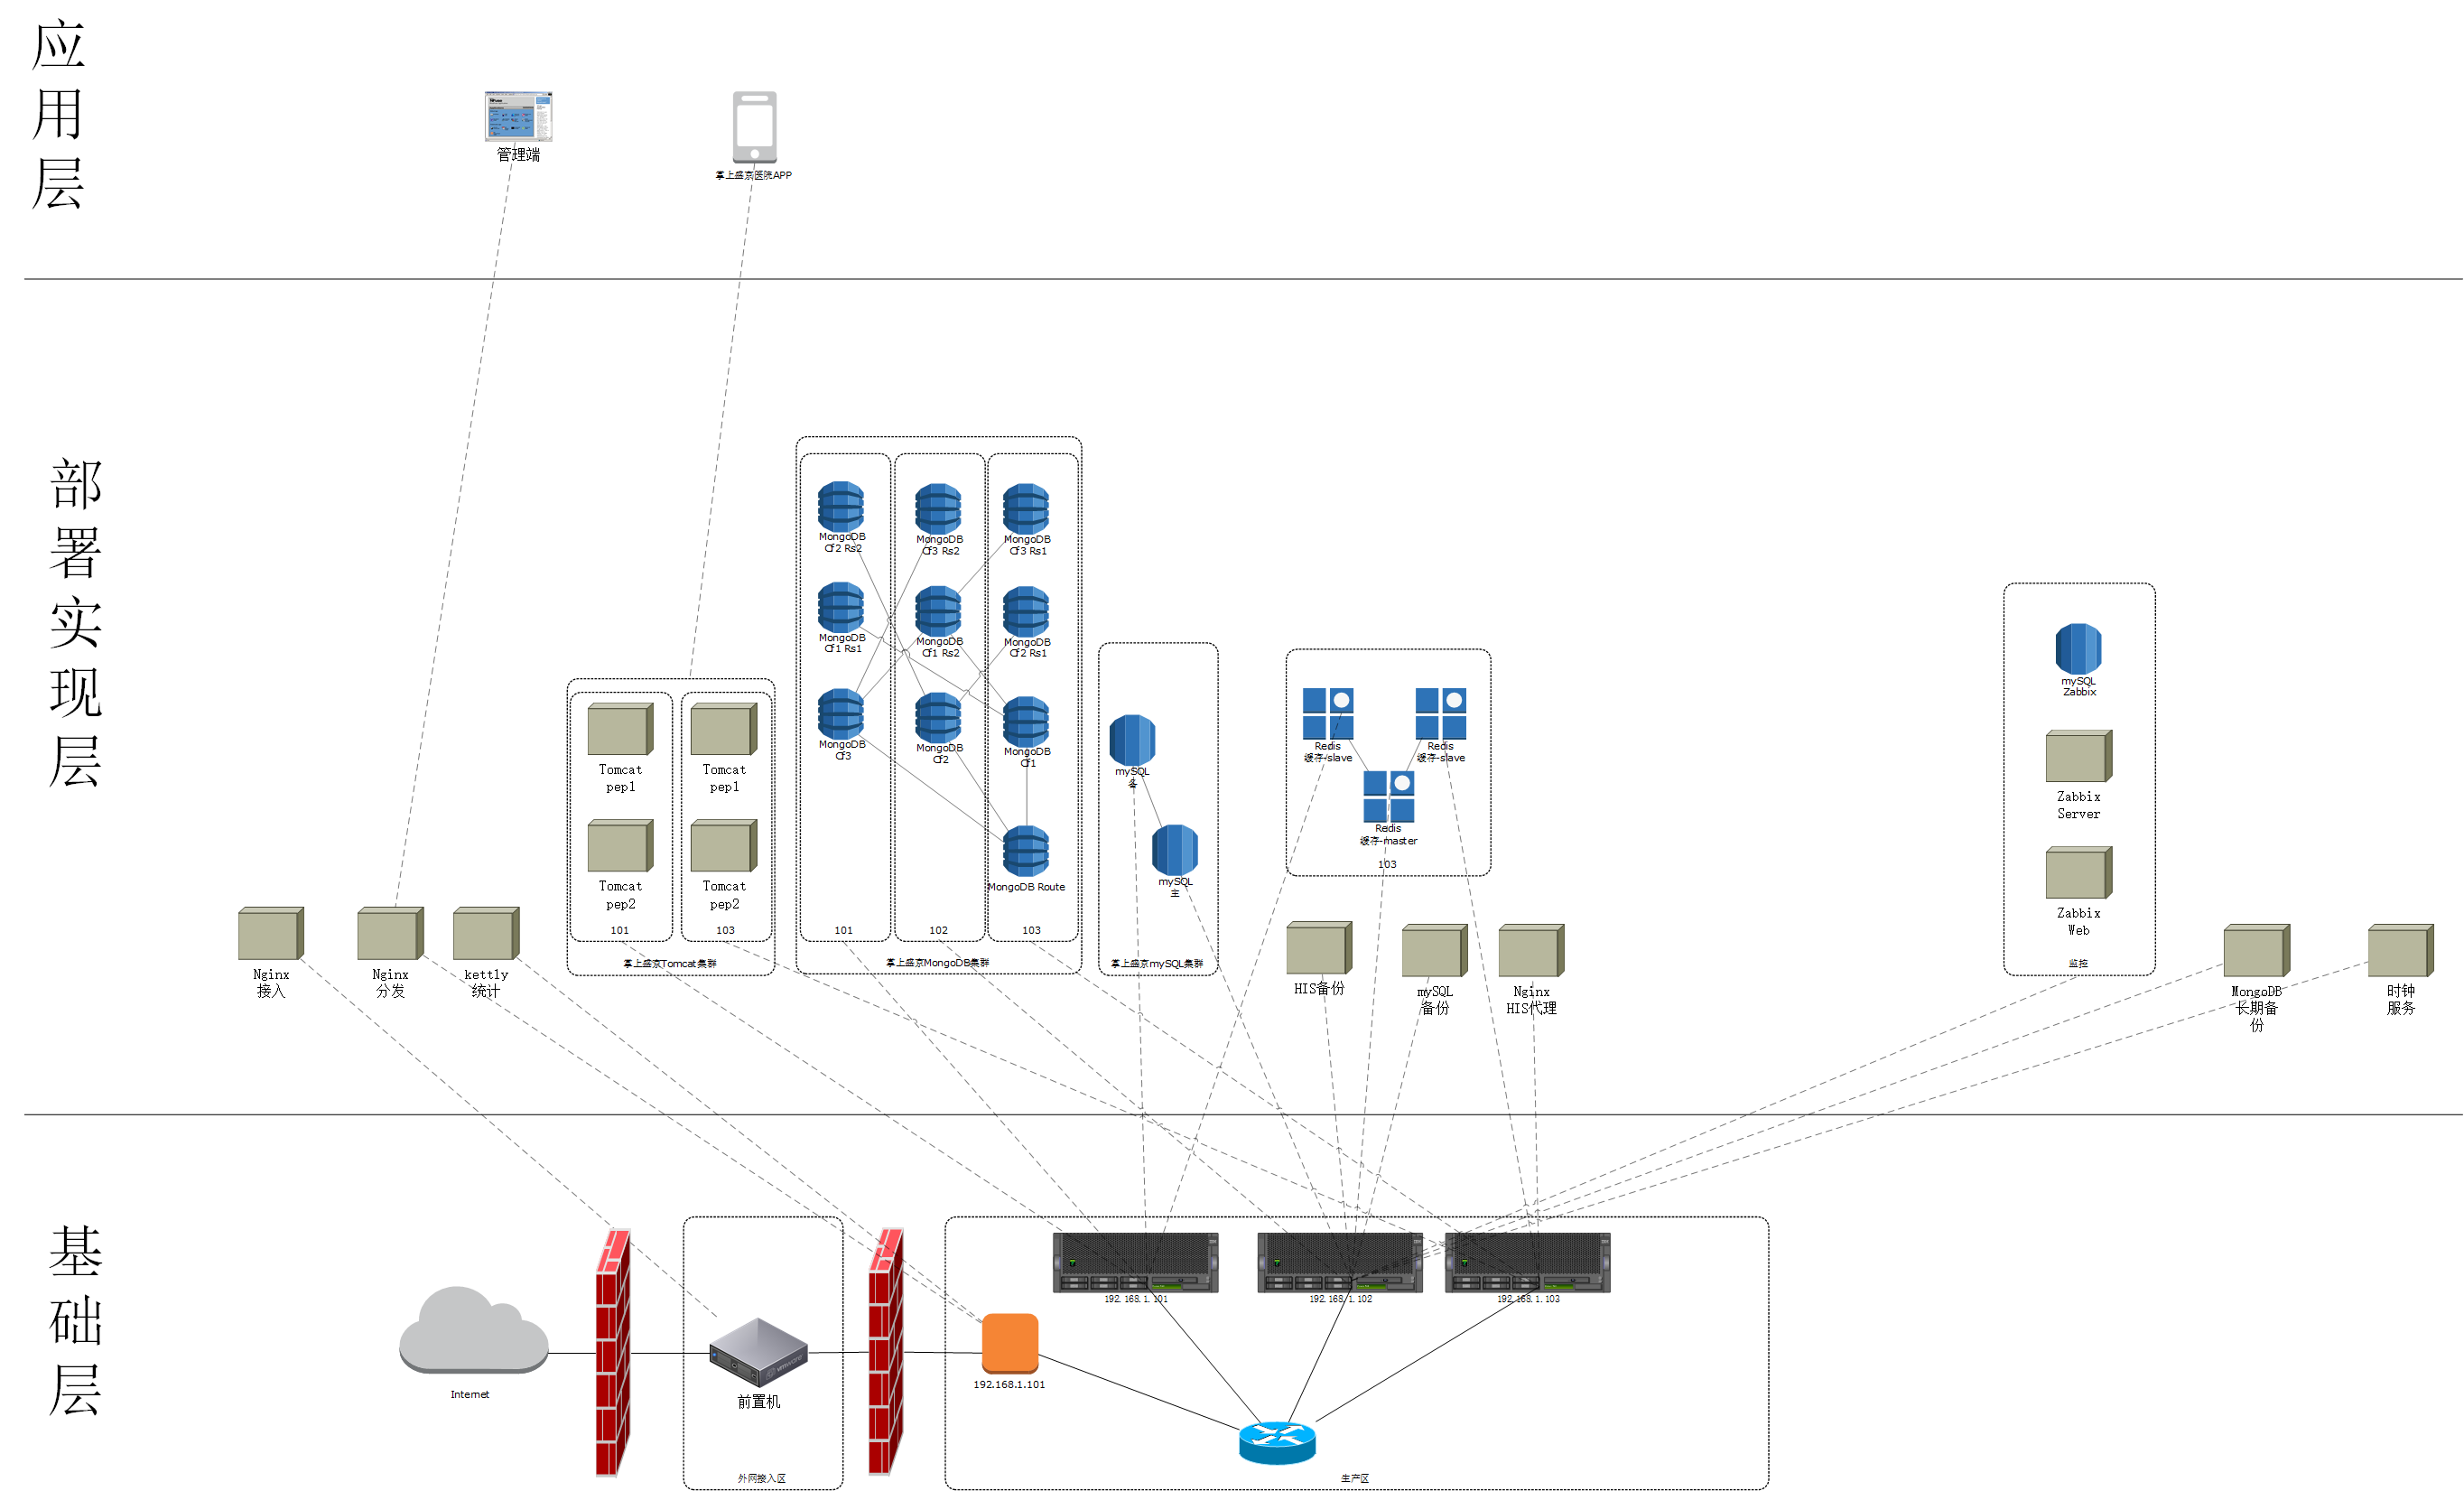 应用层
管理端
掌上盛京医院APP
部署实现层
MongoDB
Cf2 Rs2
MongoDB
Cf3 Rs2
MongoDB
Cf3 Rs1
MongoDB
Cf1 Rs1
MongoDB
Cf1 Rs2
MongoDB
Cf2 Rs1
MongoDB
Cf3
MongoDB
Cf2
MongoDB
Cf1
MongoDB Route
101
102
103
掌上盛京MongoDB集群
Tomcat
pep1
Tomcat
pep1
Tomcat
pep2
Tomcat
pep2
101
103
掌上盛京Tomcat集群
mySQL
备
mySQL
主
掌上盛京mySQL集群
Redis
缓存-slave
Redis
缓存-slave
Redis
缓存-master
103
mySQL
Zabbix
Zabbix
Server
Zabbix
Web
监控
Nginx
接入
Nginx
分发
kettly
统计
HIS备份
mySQL
备份
Nginx
HIS代理
MongoDB
长期备
份
时钟
服务
基础层
Internet
前置机
外网接入区
192.168.1.101
192.168.1.101
192.168.1.102
192.168.1.103
生产区